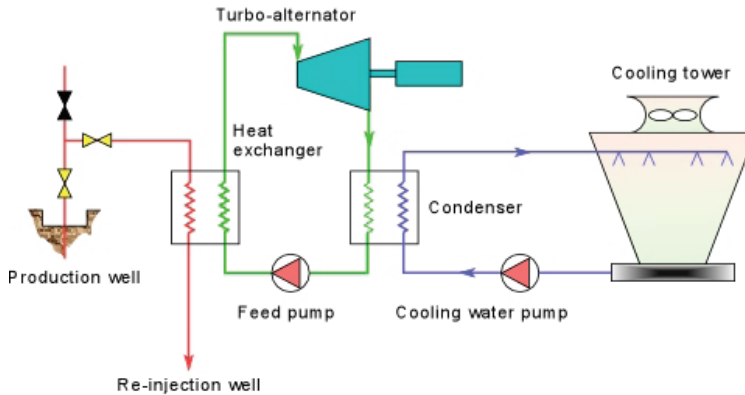 Turbo-alternator
Cooling tower
Heat
exchanger
Condenser
Production well
Feed pump
Cooling water pump
Re-injection well